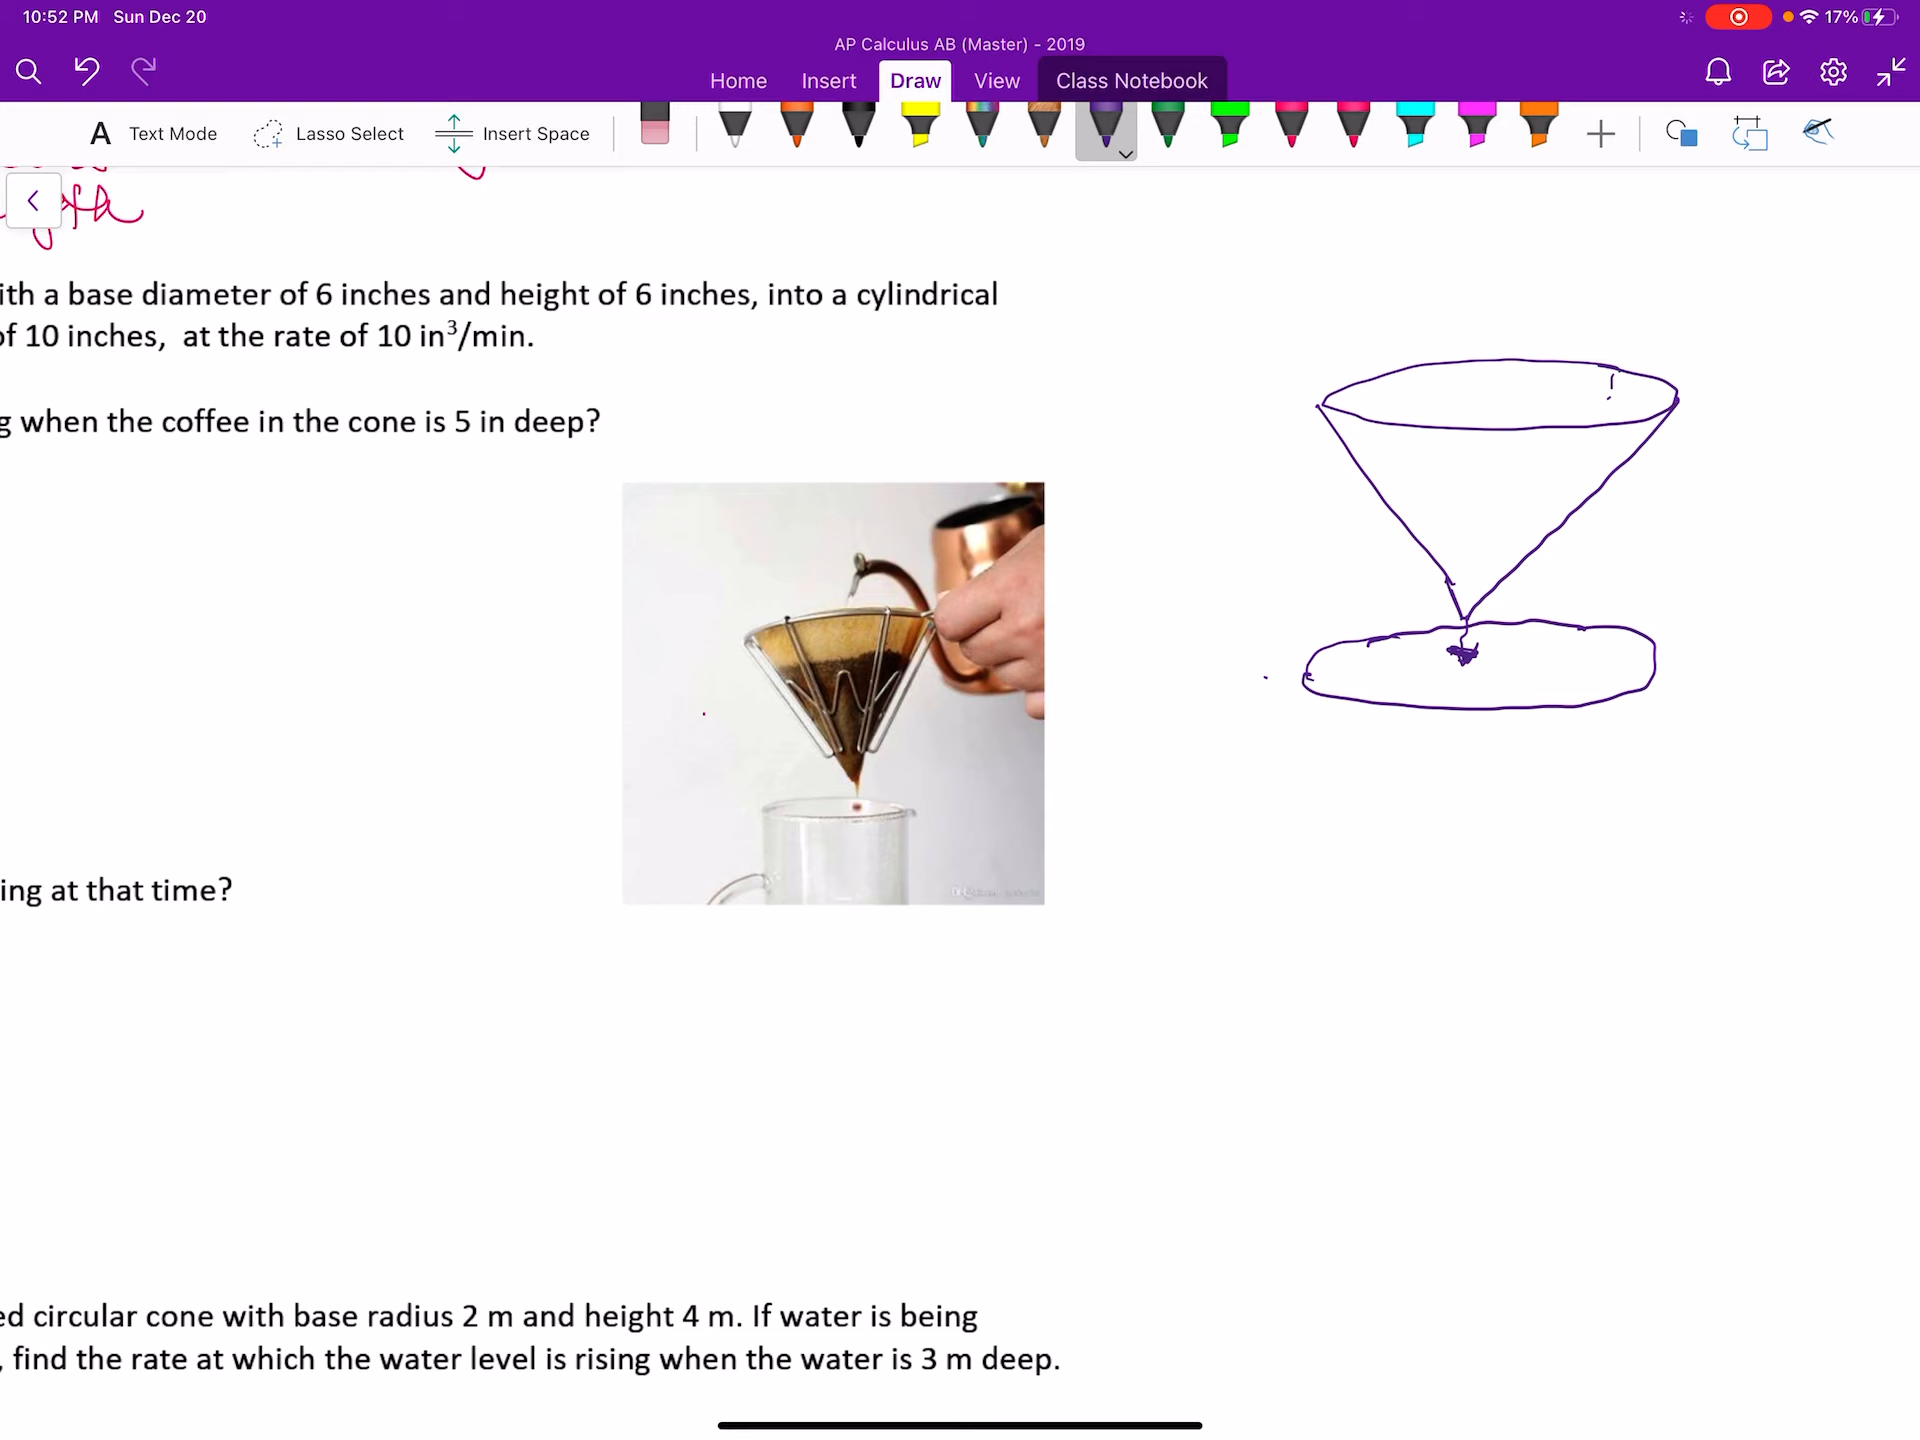 10:52 PM Sun Dec 20
17%
AP Calculus AB (Master) - 2019
Home Insert Draw View Class Notebook
A Text Mode Lasso Select Insert Space
ith a base diameter of 6 inches and height of 6 inches, into a cylindrical
of 10 inches, at the rate of 10 in³/min.
g when the coffee in the cone is 5 in deep?
ing at that time?
ed circular cone with base radius 2 m and height 4 m. If water is being
, find the rate at which the water level is rising when the water is 3 m deep.